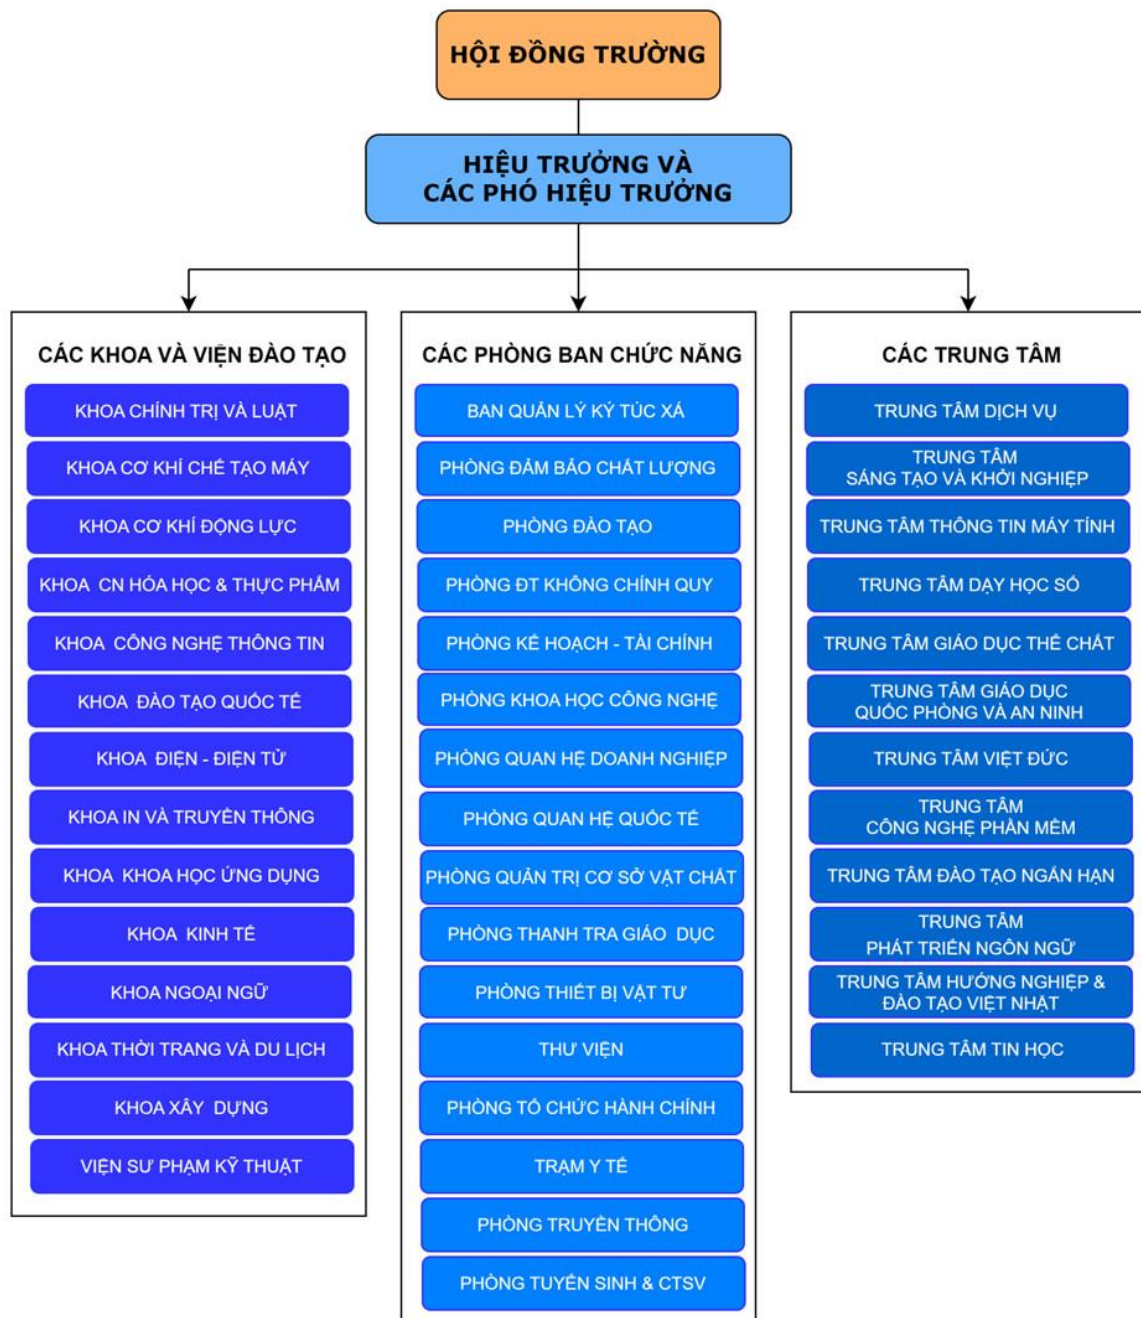 HỘI ĐỒNG TRƯỜNG
HIỆU TRƯỞNG VÀ
CÁC PHÓ HIỆU TRƯỞNG
CÁC KHOA VÀ VIỆN ĐÀO TẠO
KHOA CHÍNH TRỊ VÀ LUẬT
KHOA CƠ KHÍ CHẾ TẠO MÁY
KHOA CƠ KHÍ ĐỘNG LỰC
KHOA CN HÓA HỌC & THỰC PHẨM
KHOA CÔNG NGHỆ THÔNG TIN
KHOA ĐÀO TẠO QUỐC TẾ
KHOA ĐIỆN - ĐIỆN TỬ
KHOA IN VÀ TRUYỀN THÔNG
KHOA KHOA HỌC ỨNG DỤNG
KHOA KINH TẾ
KHOA NGOẠI NGỮ
KHOA THỜI TRANG VÀ DU LỊCH
KHOA XÂY DỰNG
VIỆN SƯ PHẠM KỸ THUẬT
CÁC PHÒNG BAN CHỨC NĂNG
BAN QUẢN LÝ KÝ TÚC XÁ
PHÒNG ĐẢM BẢO CHẤT LƯỢNG
PHÒNG ĐÀO TẠO
PHÒNG ĐT KHÔNG CHÍNH QUY
PHÒNG KẾ HOẠCH - TÀI CHÍNH
PHÒNG KHOA HỌC CÔNG NGHỆ
PHÒNG QUAN HỆ DOANH NGHIỆP
PHÒNG QUAN HỆ QUỐC TẾ
PHÒNG QUẢN TRỊ CƠ SỞ VẬT CHẤT
PHÒNG THANH TRA GIÁO DỤC
PHÒNG THIẾT BỊ VẬT TƯ
THƯ VIỆN
PHÒNG TỔ CHỨC HÀNH CHÍNH
TRẠM Y TẾ
PHÒNG TRUYỀN THÔNG
PHÒNG TUYỂN SINH & CTSV
CÁC TRUNG TÂM
TRUNG TÂM DỊCH VỤ
TRUNG TÂM
SÁNG TẠO VÀ KHỞI NGHIỆP
TRUNG TÂM THÔNG TIN MÁY TÍNH
TRUNG TÂM DẠY HỌC SỐ
TRUNG TÂM GIÁO DỤC THỂ CHẤT
TRUNG TÂM GIÁO DỤC
QUỐC PHÒNG VÀ AN NINH
TRUNG TÂM VIỆT ĐỨC
TRUNG TÂM
CÔNG NGHỆ PHẦN MỀM
TRUNG TÂM ĐÀO TẠO NGẮN HẠN
TRUNG TÂM
PHÁT TRIỂN NGÔN NGỮ
TRUNG TÂM HƯỚNG NGHIỆP &
ĐÀO TẠO VIỆT NHẬT
TRUNG TÂM TIN HỌC